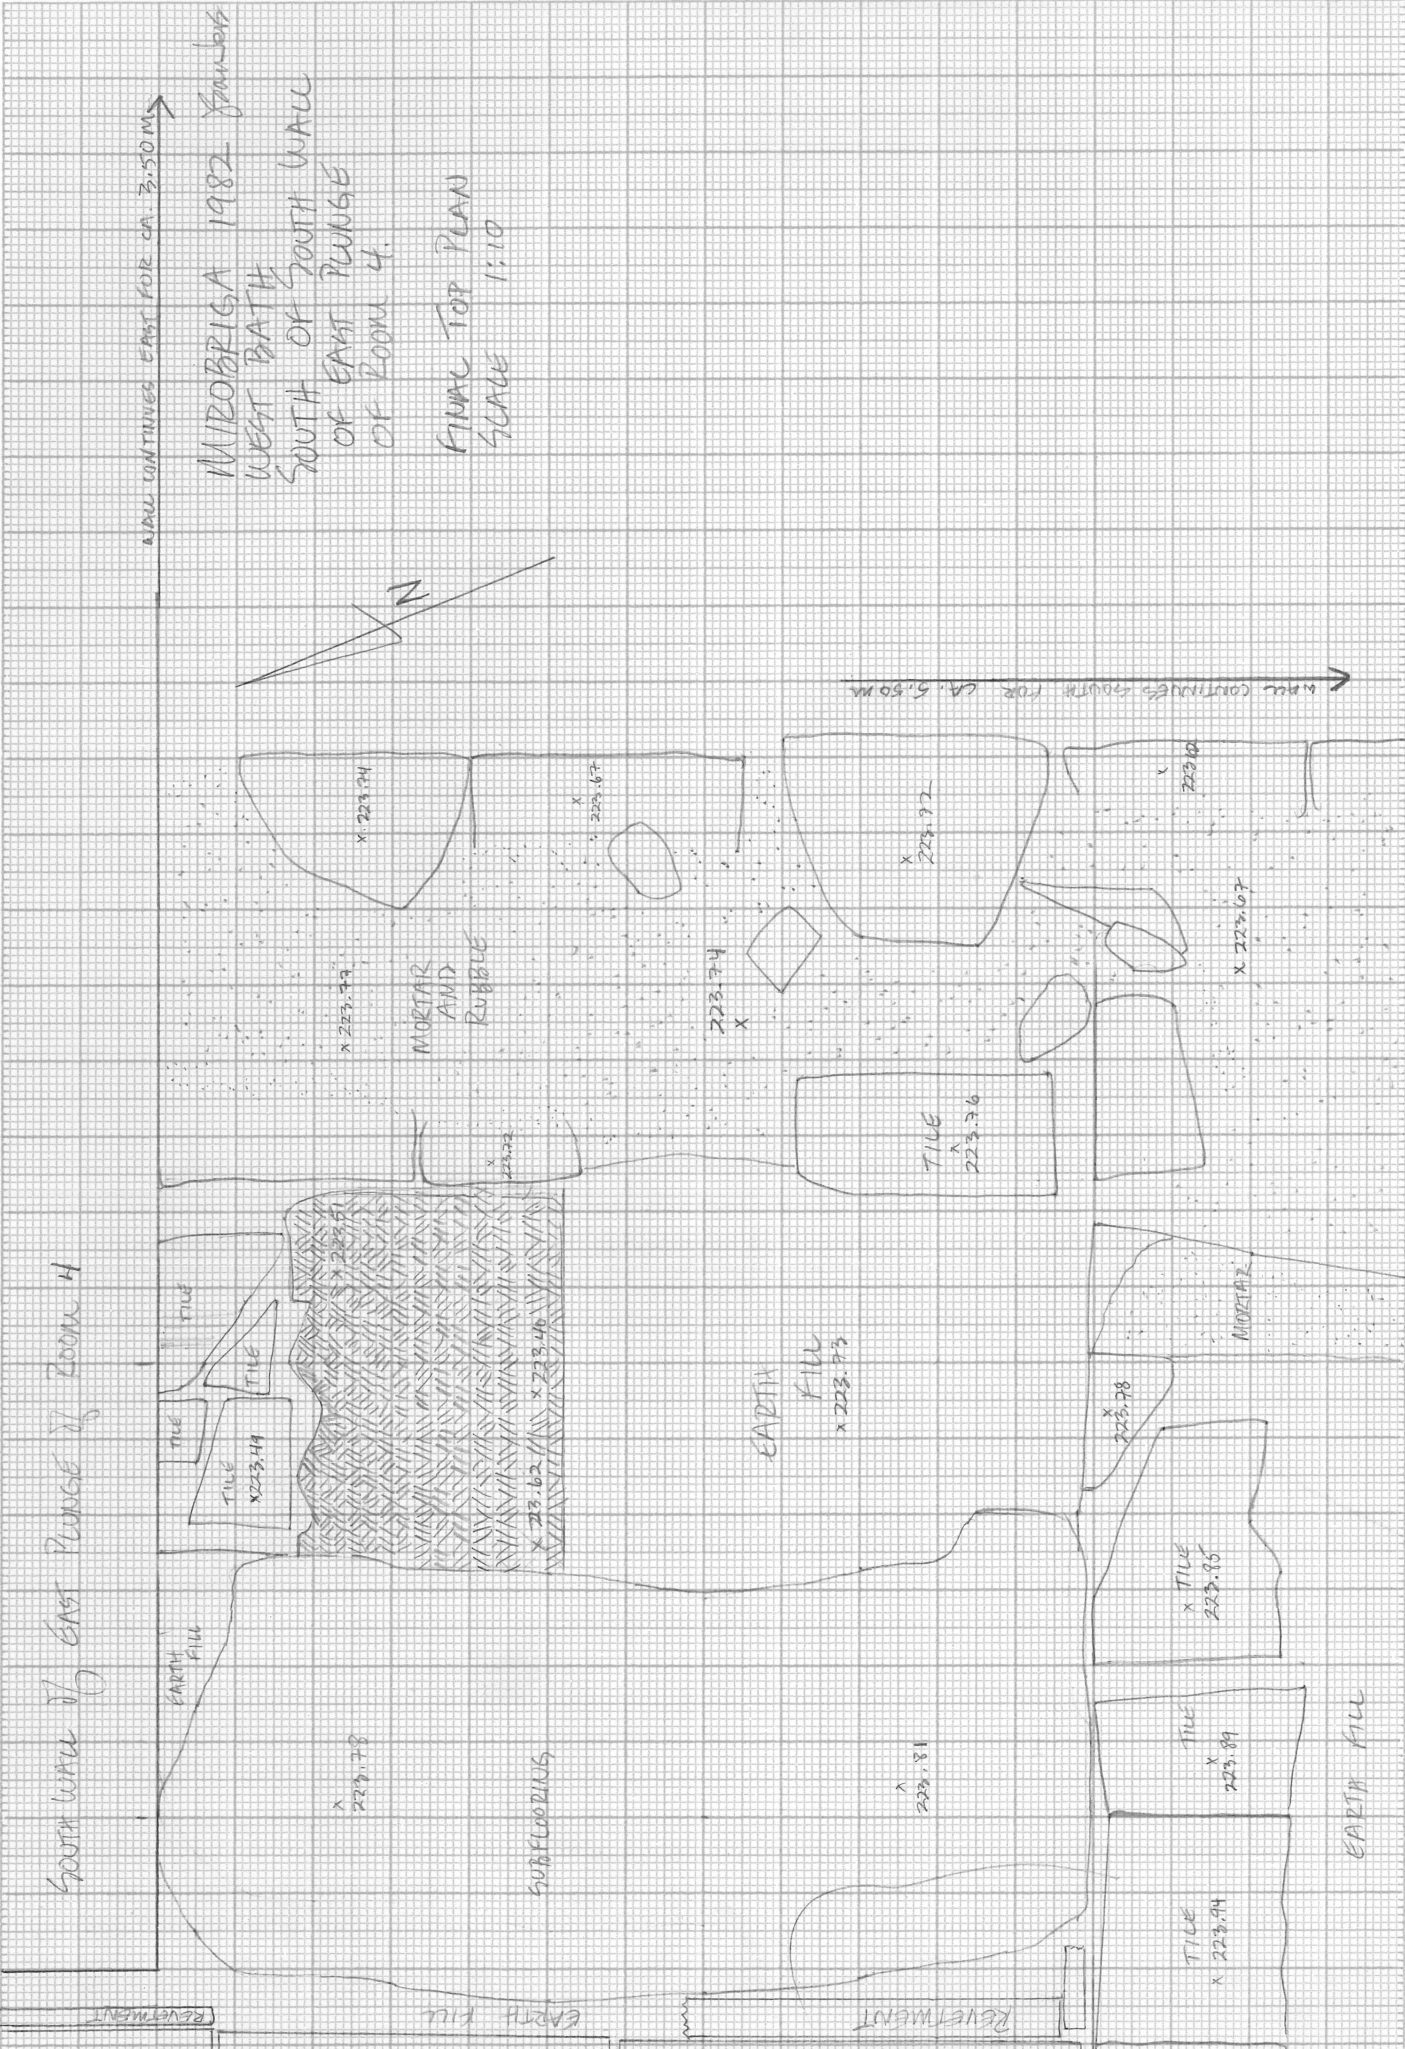 WALL CONTINUES EAST FOR CA. 3.50 M
MIROBRIGA 1982
WEST BATH
SOUTH OF SOUTH WALL
OF EAST PLUNGE
OF ROOM 4.
FINAL TOP PLAN
SCALE 1:10
N
WALL CONTINUES SOUTH FOR CA. 5.50 M
SOUTH WALL of EAST PLUNGE of ROOM 4
x 223.74
x
223.67
x
223.72
x
x 223.67
x 223.77
MORTAR
AND
RUBBLE
223.74
x
x
223.72
TILE
x
223.76
TILE
TILE
TILE
TILE
x223.49
x 223.51
x 223.62
x 223.40
EARTH
FILL
x 223.73
MORTAR
x
223.78
x TILE
223.85
TILE
x
223.89
TILE
x 223.94
EARTH FILL
EARTH
FILL
x
223.78
SUBFLOORING
x
223.81
REVETMENT
EARTH FILL
REVETMENT